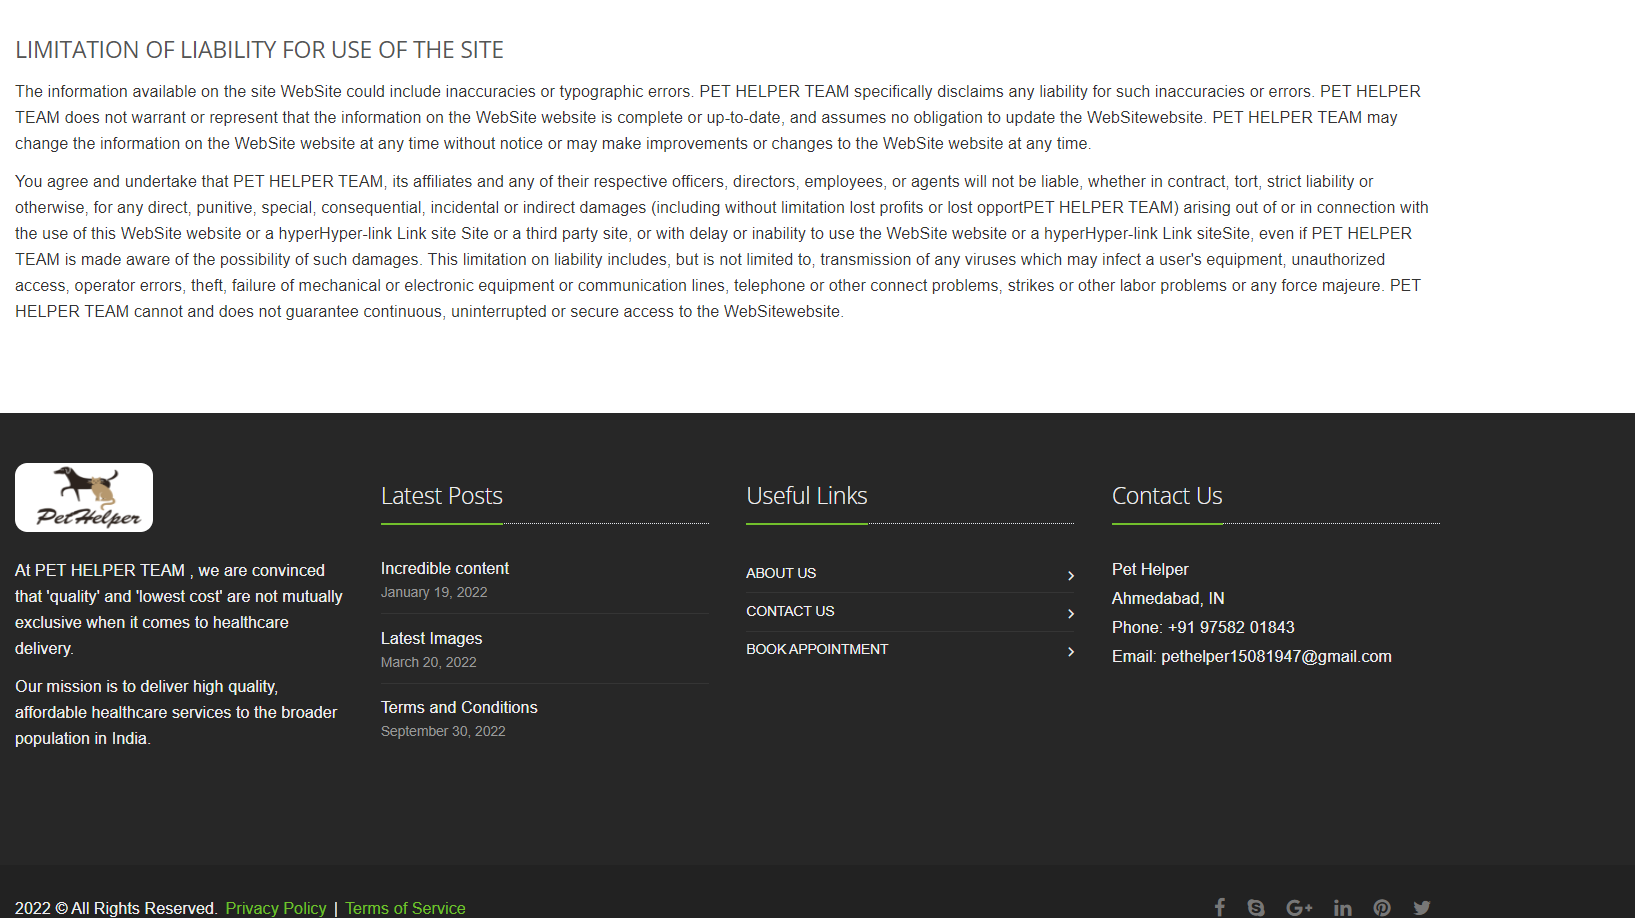 LIMITATION OF LIABILITY FOR USE OF THE SITE
The information available on the site WebSite could include inaccuracies or typographic errors. PET HELPER TEAM specifically disclaims any liability for such inaccuracies or errors. PET HELPER
TEAM does not warrant or represent that the information on the WebSite website is complete or up-to-date, and assumes no obligation to update the WebSitewebsite. PET HELPER TEAM may
change the information on the WebSite website at any time without notice or may make improvements or changes to the WebSite website at any time.
You agree and undertake that PET HELPER TEAM, its affiliates and any of their respective officers, directors, employees, or agents will not be liable, whether in contract, tort, strict liability or
otherwise, for any direct, punitive, special, consequential, incidental or indirect damages (including without limitation lost profits or lost opportPET HELPER TEAM) arising out of or in connection with
the use of this WebSite website or a hyperHyper-link Link site Site or a third party site, or with delay or inability to use the WebSite website or a hyperHyper-link Link siteSite, even if PET HELPER
TEAM is made aware of the possibility of such damages. This limitation on liability includes, but is not limited to, transmission of any viruses which may infect a user's equipment, unauthorized
access, operator errors, theft, failure of mechanical or electronic equipment or communication lines, telephone or other connect problems, strikes or other labor problems or any force majeure. PET
HELPER TEAM cannot and does not guarantee continuous, uninterrupted or secure access to the WebSitewebsite.
PetHelper
At PET HELPER TEAM , we are convinced
that 'quality' and 'lowest cost' are not mutually
exclusive when it comes to healthcare
delivery.
Our mission is to deliver high quality,
affordable healthcare services to the broader
population in India.
Latest Posts
Incredible content
January 19, 2022
Latest Images
March 20, 2022
Terms and Conditions
September 30, 2022
Useful Links
ABOUT US
CONTACT US
BOOK APPOINTMENT
Contact Us
Pet Helper
Ahmedabad, IN
Phone: +91 97582 01843
Email: pethelper15081947@gmail.com
2022 © All Rights Reserved. Privacy Policy | Terms of Service